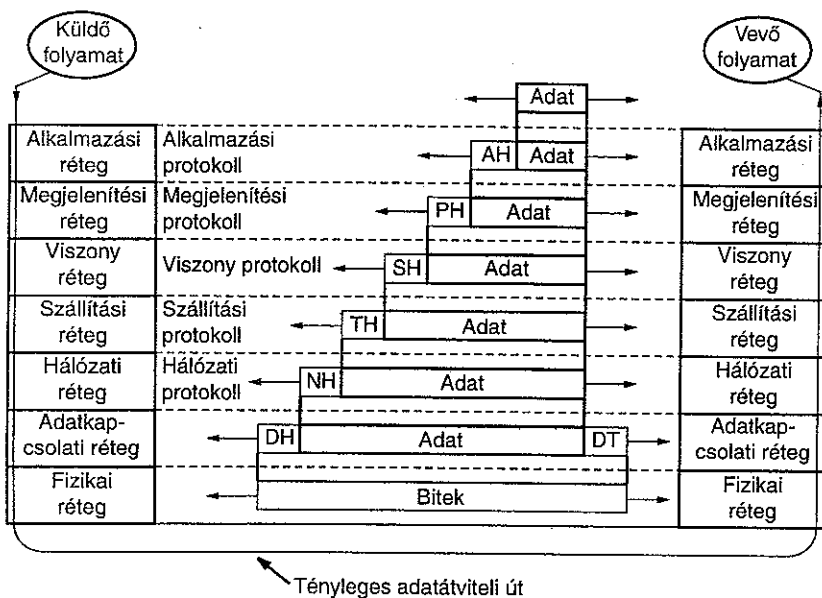 Küldő
folyamat
Vevő
folyamat
Adat
Alkalmazási
réteg
Alkalmazási
protokoll
AH
Adat
Alkalmazási
réteg
Megjelenítési
réteg
Megjelenítési
protokoll
PH
Adat
Megjelenítési
réteg
Viszony
réteg
Viszony protokoll
SH
Adat
Viszony
réteg
Szállítási
réteg
Szállítási
protokoll
TH
Adat
Szállítási
réteg
Hálózati
réteg
Hálózati
protokoll
NH
Adat
Hálózati
réteg
Adatkap-
csolati réteg
DH
Adat
DT
Adatkap-
csolati réteg
Fizikai
réteg
Bitek
Fizikai
réteg
Tényleges adatátviteli út